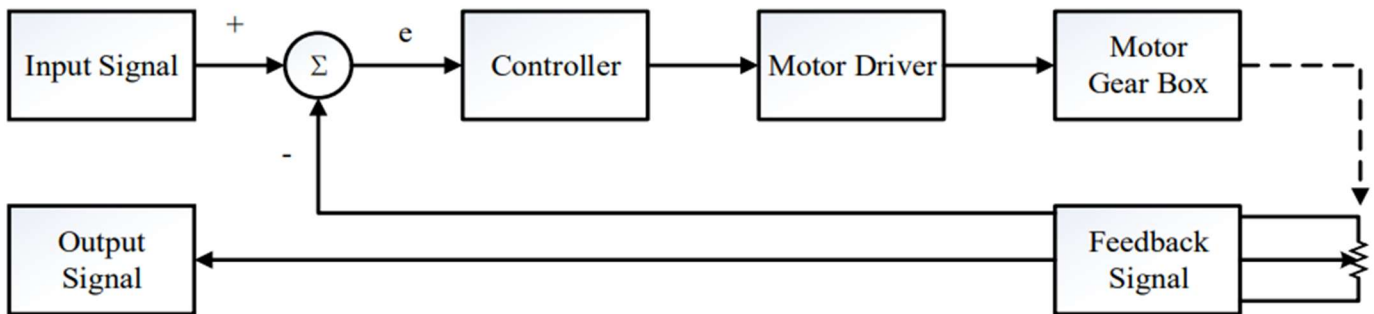 +
e
Input Signal
Σ
Controller
Motor Driver
Motor
Gear Box
-
Output
Signal
Feedback
Signal